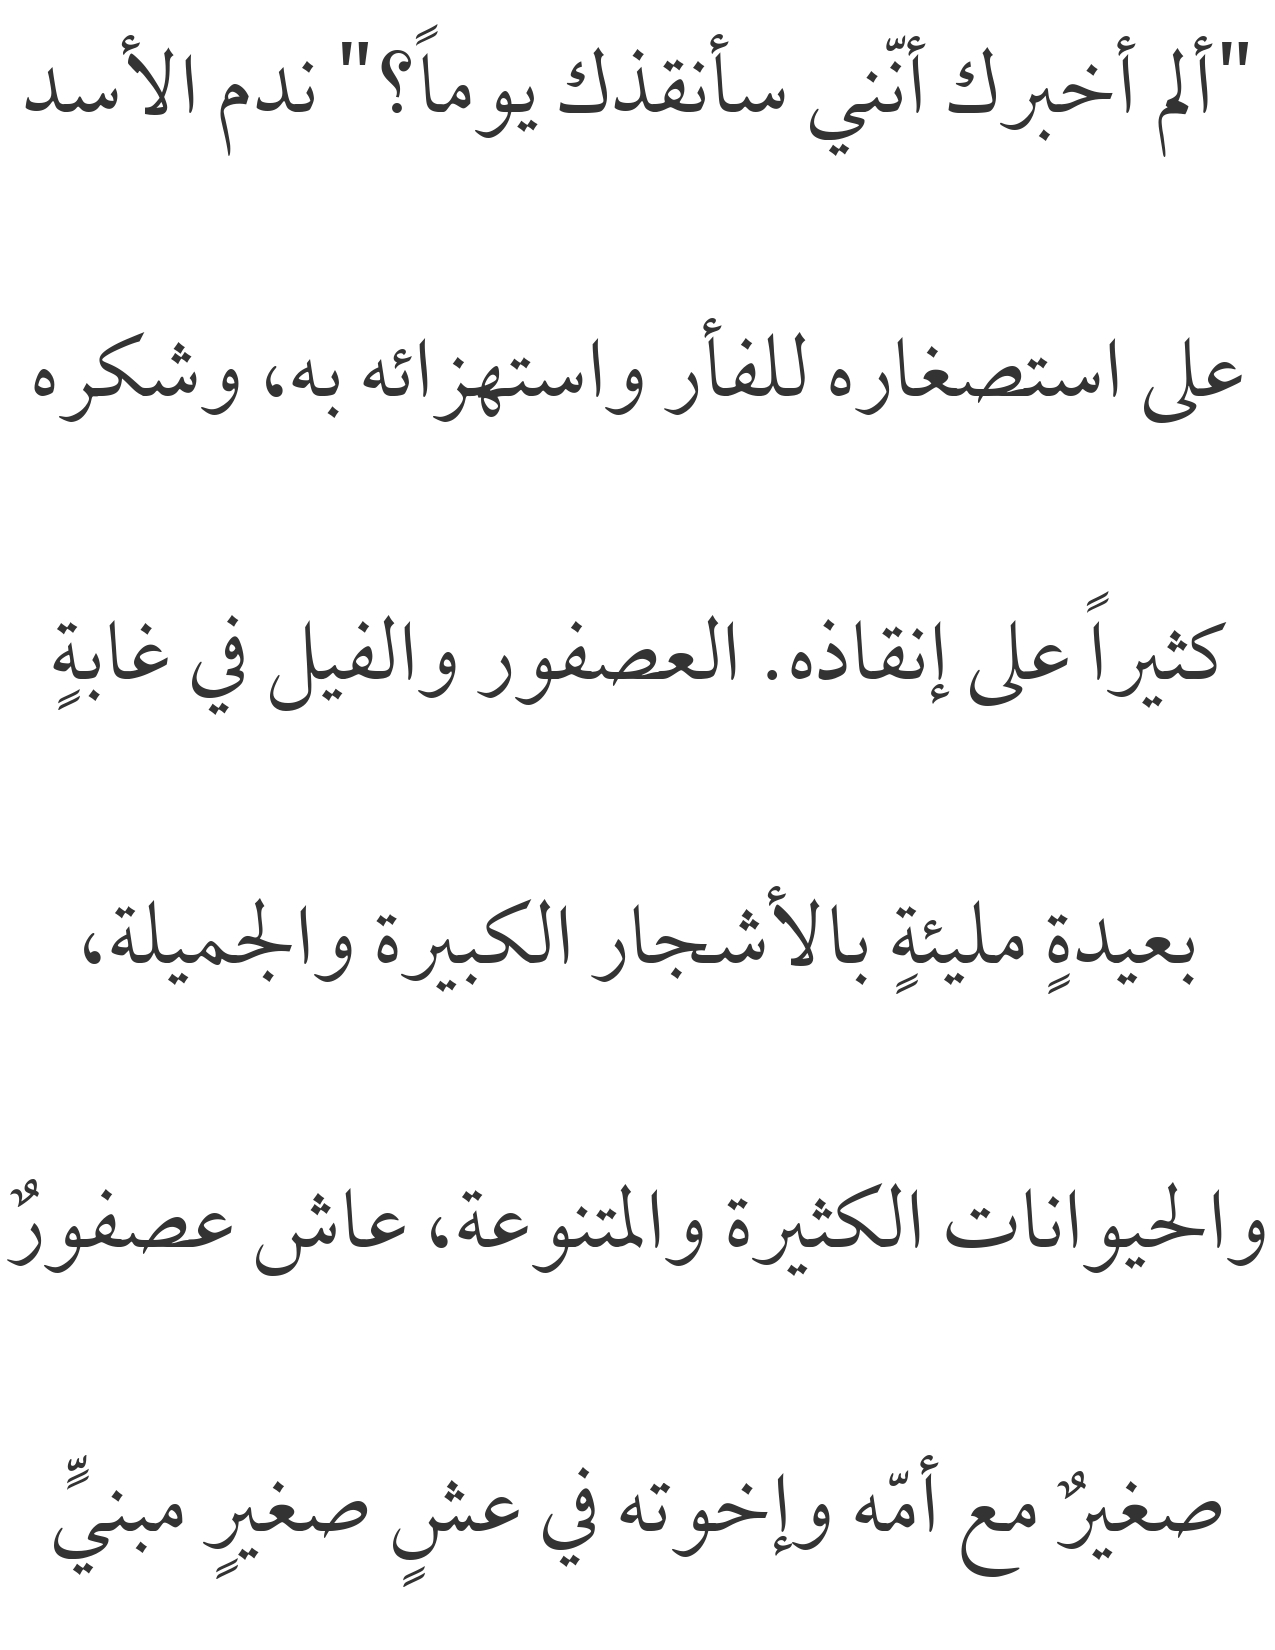 "ألم أخبرك أنّني سأنقذك يوماً؟" ندم الأسد
على استصغاره للفأر واستهزائه به، وشكره
كثيراً على إنقاذه. العصفور والفيل في غابةٍ
بعيدةٍ مليئةٍ بالأشجار الكبيرة والجميلة،
والحيوانات الكثيرة والمتنوعة، عاش عصفورٌ
صغيرٌ مع أمّه وإخوته في عشٍ صغيرٍ مبنيٍّ